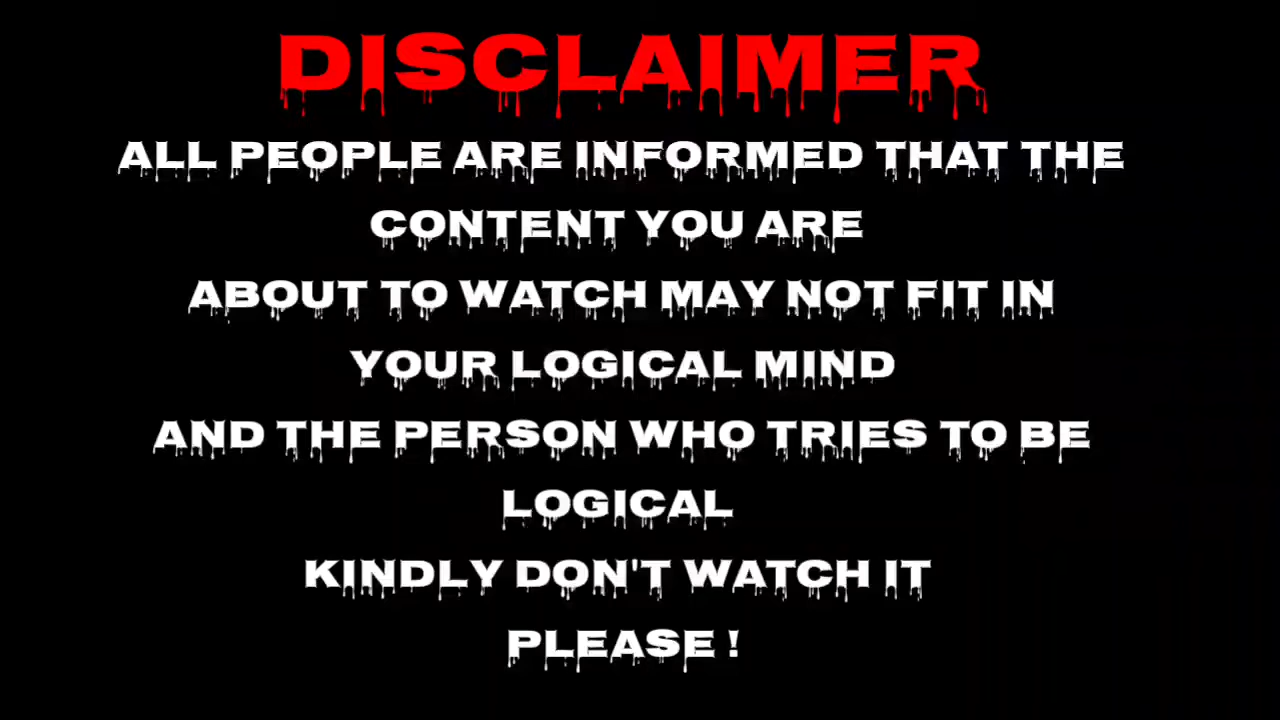 DISCLAIMER
ALL PEOPLE ARE INFORMED THAT THE
CONTENT YOU ARE
ABOUT TO WATCH MAY NOT FIT IN
YOUR LOGICAL MIND
AND THE PERSON WHO TRIES TO BE
LOGICAL
KINDLY DON'T WATCH IT
PLEASE !